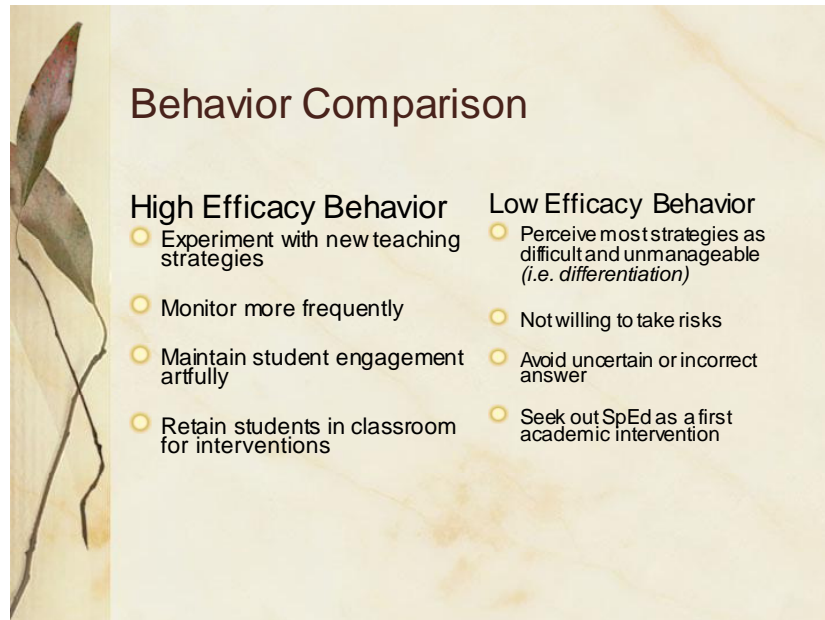 Behavior Comparison
High Efficacy Behavior
Experiment with new teaching
strategies
Monitor more frequently
Maintain student engagement
artfully
Retain students in classroom
for interventions
Low Efficacy Behavior
Perceive most strategies as
difficult and unmanageable
(i.e. differentiation)
Not willing to take risks
Avoid uncertain or incorrect
answer
Seek out SpEd as a first
academic intervention